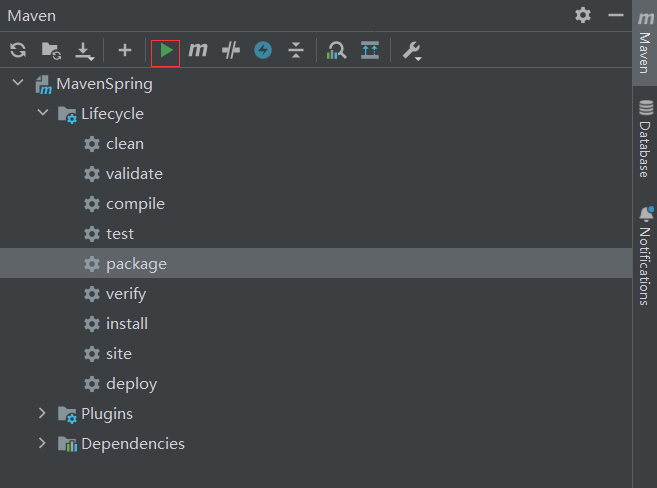 Maven
MavenSpring
Lifecycle
clean
validate
compile
test
package
verify
install
site
deploy
Plugins
Dependencies
Maven
Database
Notifications